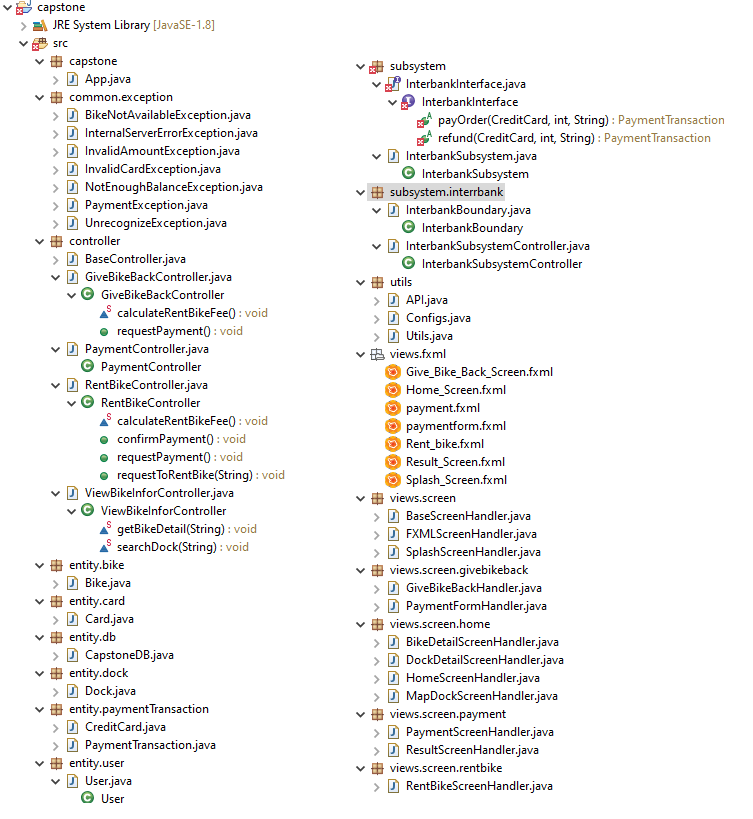 capstone
JRE System Library [JavaSE-1.8]
src
capstone
App.java
common.exception
BikeNotAvailableException.java
InternalServerErrorException.java
InvalidAmountException.java
InvalidCardException.java
NotEnoughBalanceException.java
PaymentException.java
UnrecognizeException.java
controller
BaseController.java
GiveBikeBackController.java
GiveBikeBackController
calculateRentBikeFee() : void
requestPayment() : void
PaymentController.java
PaymentController
RentBikeController.java
RentBikeController
calculateRentBikeFee() : void
confirmPayment() : void
requestPayment() : void
requestToRentBike(String) : void
ViewBikeInforController.java
ViewBikeInforController
getBikeDetail(String) : void
searchDock(String) : void
entity.bike
Bike.java
entity.card
Card.java
entity.db
CapstoneDB.java
entity.dock
Dock.java
entity.paymentTransaction
CreditCard.java
PaymentTransaction.java
entity.user
User.java
User
subsystem
InterbankInterface.java
InterbankInterface
payOrder(CreditCard, int, String) : PaymentTransaction
refund(CreditCard, int, String) : PaymentTransaction
InterbankSubsystem.java
InterbankSubsystem
subsystem.interrbank
InterbankBoundary.java
InterbankBoundary
InterbankSubsystemController.java
InterbankSubsystemController
utils
API.java
Configs.java
Utils.java
views.fxml
Give_Bike_Back_Screen.fxml
Home_Screen.fxml
payment.fxml
paymentform.fxml
Rent_bike.fxml
Result_Screen.fxml
Splash_Screen.fxml
views.screen
BaseScreenHandler.java
FXMLScreenHandler.java
SplashScreenHandler.java
views.screen.givebikeback
GiveBikeBackHandler.java
PaymentFormHandler.java
views.screen.home
BikeDetailScreenHandler.java
DockDetailScreenHandler.java
HomeScreenHandler.java
MapDockScreenHandler.java
views.screen.payment
PaymentScreenHandler.java
ResultScreenHandler.java
views.screen.rentbike
RentBikeScreenHandler.java